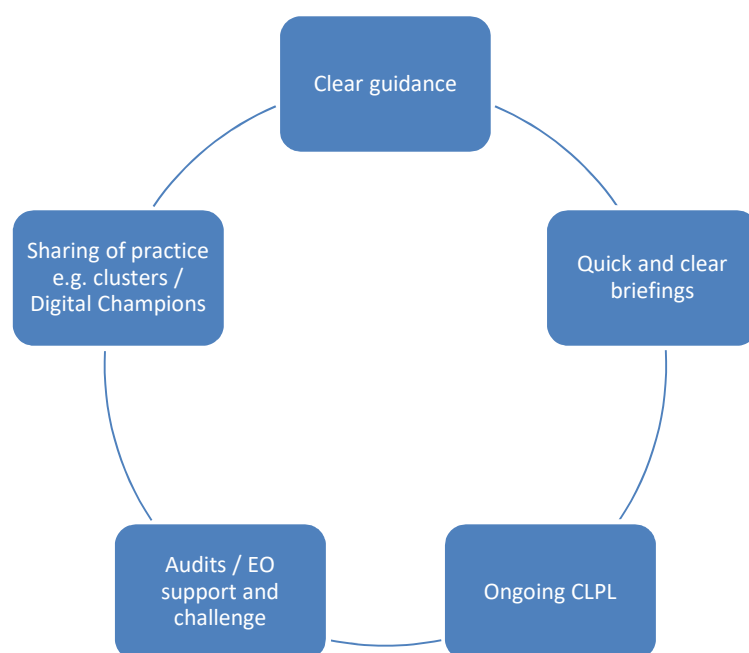 Clear guidance
Quick and clear
briefings
Ongoing CLPL
Audits / EO
support and
challenge
Sharing of practice
e.g. clusters /
Digital Champions